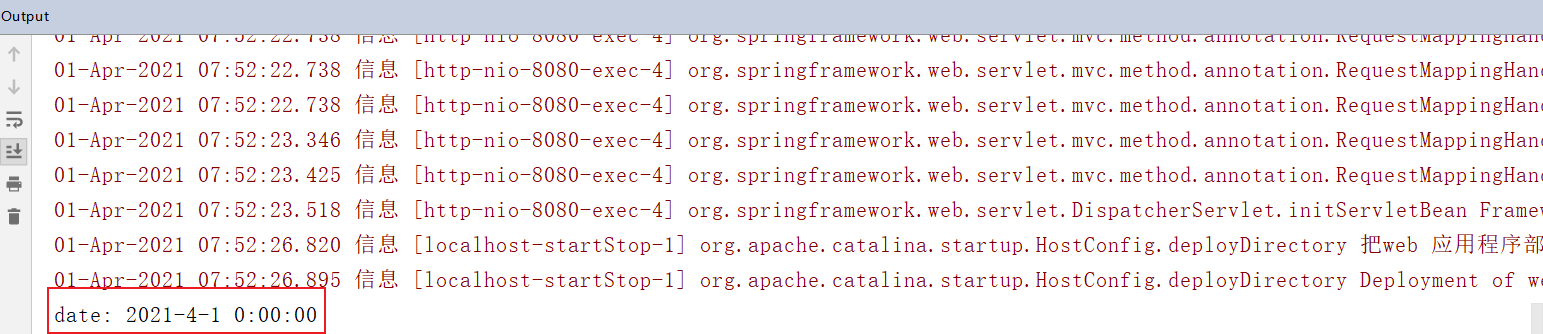 Output
01-Apr-2021 07:52:22.738 信息 [http-nio-8080-exec-4] org.springframework.web.servlet.mvc.method.annotation.RequestMappingHan
01-Apr-2021 07:52:22.738 信息 [http-nio-8080-exec-4] org.springframework.web.servlet.mvc.method.annotation.RequestMappingHan
01-Apr-2021 07:52:22.738 信息 [http-nio-8080-exec-4] org.springframework.web.servlet.mvc.method.annotation.RequestMappingHan
01-Apr-2021 07:52:23.346 信息 [http-nio-8080-exec-4] org.springframework.web.servlet.mvc.method.annotation.RequestMappingHan
01-Apr-2021 07:52:23.425 信息 [http-nio-8080-exec-4] org.springframework.web.servlet.mvc.method.annotation.RequestMappingHan
01-Apr-2021 07:52:23.518 信息 [http-nio-8080-exec-4] org.springframework.web.servlet.DispatcherServlet.initServletBean Framew
01-Apr-2021 07:52:26.820 信息 [localhost-startStop-1] org.apache.catalina.startup.HostConfig.deployDirectory 把web 应用程序部
01-Apr-2021 07:52:26.895 信息 [localhost-startStop-1] org.apache.catalina.startup.HostConfig.deployDirectory Deployment of we
date: 2021-4-1 0:00:00